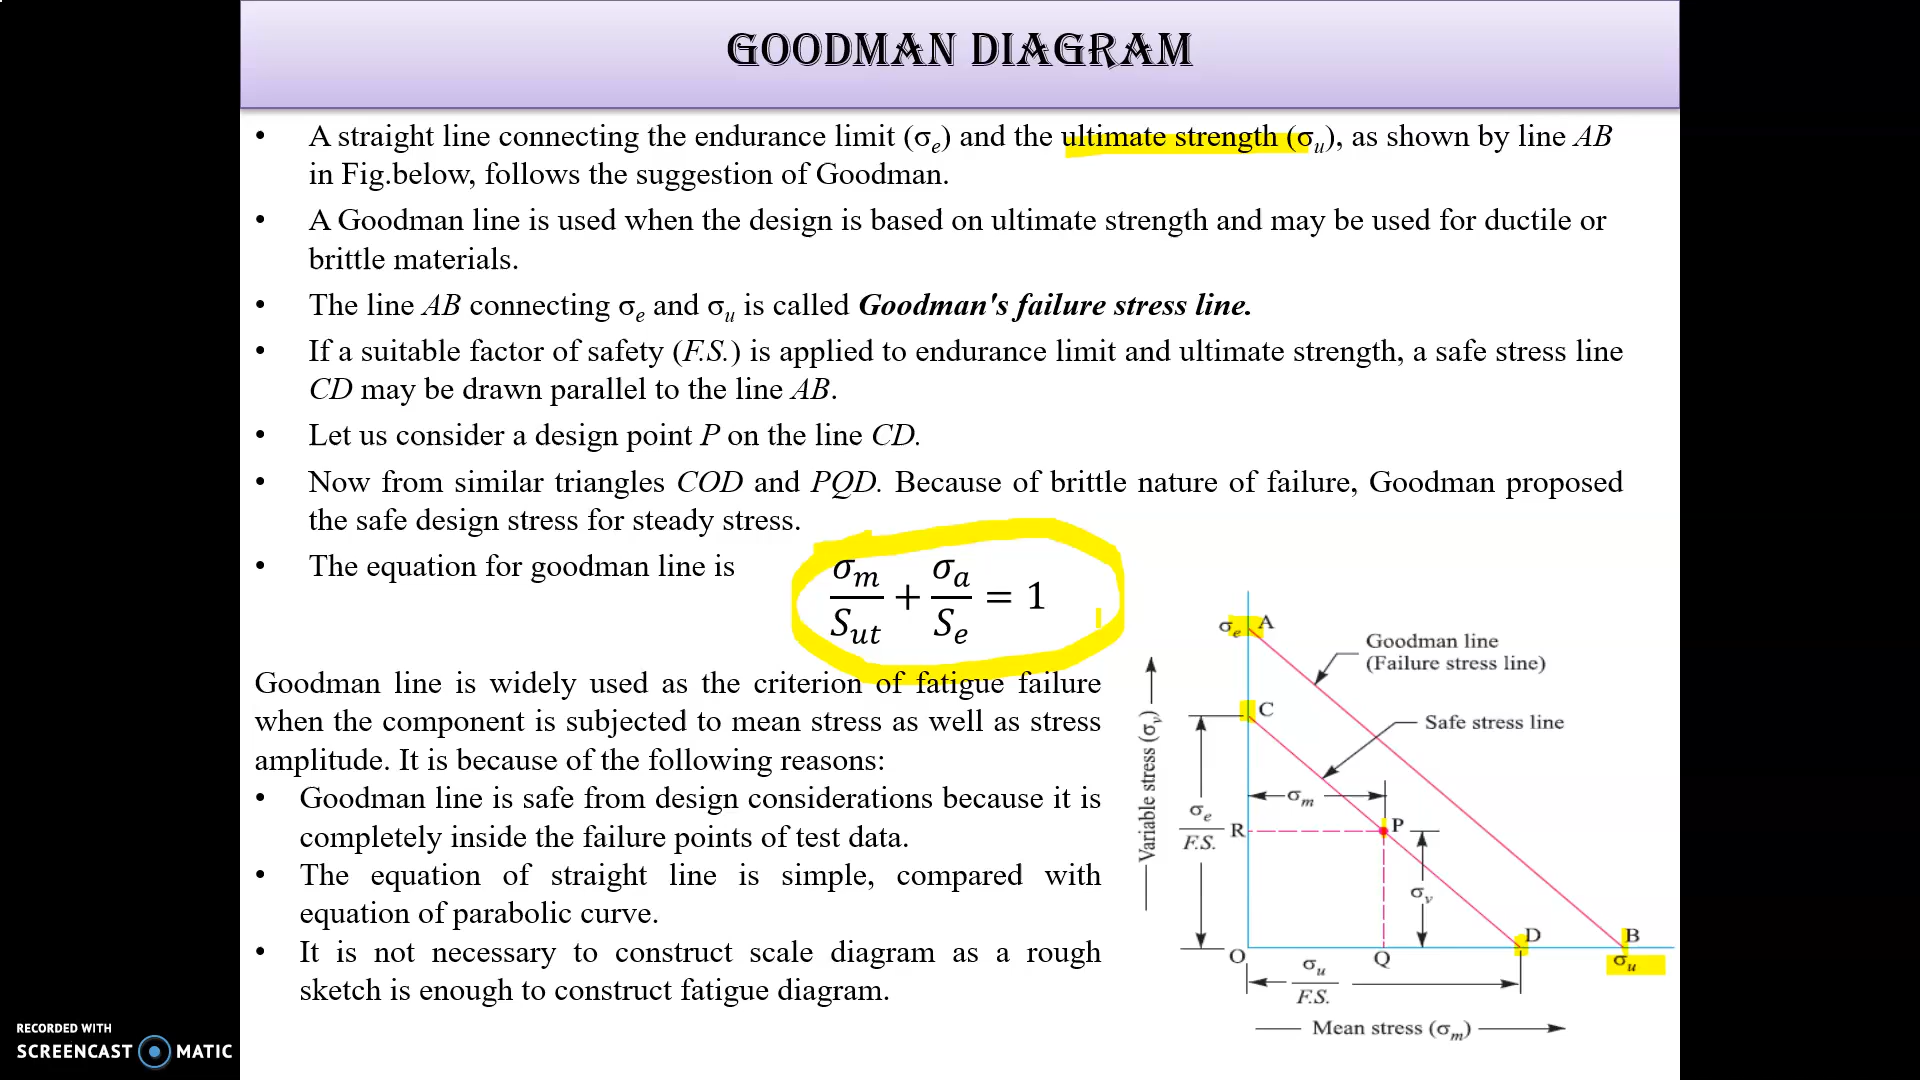 GOODMAN DIAGRAM
• A straight line connecting the endurance limit (σe) and the ultimate strength (σu), as shown by line AB
in Fig.below, follows the suggestion of Goodman.
• A Goodman line is used when the design is based on ultimate strength and may be used for ductile or
brittle materials.
• The line AB connecting σe and σu is called Goodman's failure stress line.
• If a suitable factor of safety (F.S.) is applied to endurance limit and ultimate strength, a safe stress line
CD may be drawn parallel to the line AB.
• Let us consider a design point P on the line CD.
• Now from similar triangles COD and PQD. Because of brittle nature of failure, Goodman proposed
the safe design stress for steady stress.
• The equation for goodman line is
σm/Sut + σa/Se = 1
Goodman line is widely used as the criterion of fatigue failure
when the component is subjected to mean stress as well as stress
amplitude. It is because of the following reasons:
• Goodman line is safe from design considerations because it is
completely inside the failure points of test data.
• The equation of straight line is simple, compared with
equation of parabolic curve.
• It is not necessary to construct scale diagram as a rough
sketch is enough to construct fatigue diagram.
σe A
Goodman line
(Failure stress line)
C
Safe stress line
Variable stress (σv)
σm
σe/F.S.
R
P
σv
D
B
O
Q
σu
σu/F.S.
Mean stress (σm)
RECORDED WITH
SCREENCAST MATIC